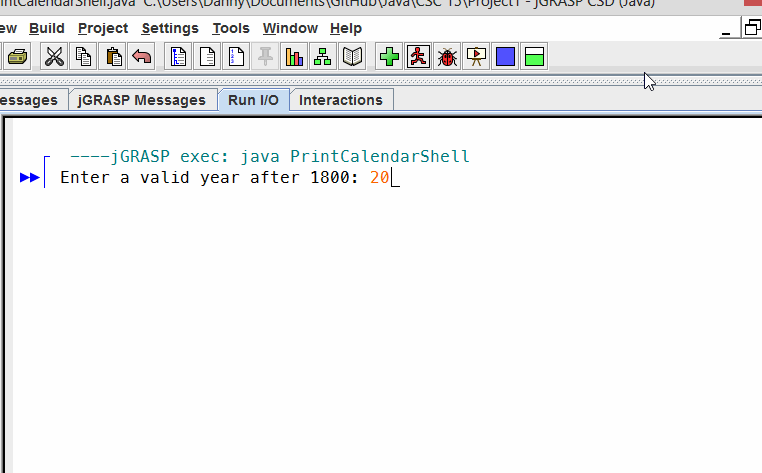 intCalendarShell.java C:\Users\Danny\Documents\GitHub\Java\CSC 15\Project1 - jGRASP CSD (Java)
ew Build Project Settings Tools Window Help
essages jGRASP Messages Run I/O Interactions
----jGRASP exec: java PrintCalendarShell
Enter a valid year after 1800: 20